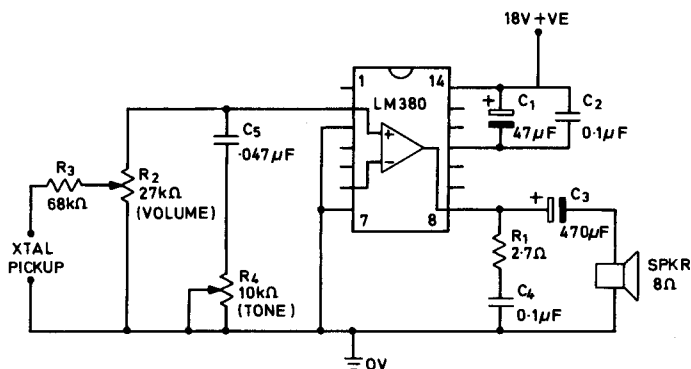 18V +VE
1
14
LM380
+
C1
47µF
C2
0·1µF
C5
·047µF
+
−
R3
68kΩ
R2
27kΩ
(VOLUME)
7
8
+
C3
470µF
XTAL
PICKUP
R1
2·7Ω
R4
10kΩ
(TONE)
C4
0·1µF
SPKR
8Ω
0V